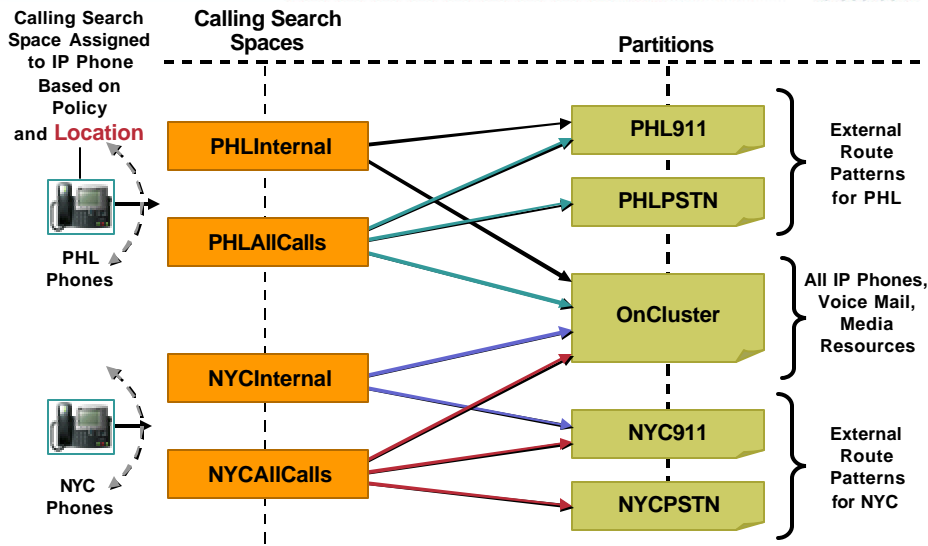 Calling Search
Space Assigned
to IP Phone
Based on
Policy
and Location
Calling Search
Spaces
Partitions
PHLInternal
PHLAllCalls
NYCInternal
NYCAllCalls
PHL911
PHLPSTN
OnCluster
NYC911
NYCPSTN
External
Route
Patterns
for PHL
All IP Phones,
Voice Mail,
Media
Resources
External
Route
Patterns
for NYC
PHL
Phones
NYC
Phones